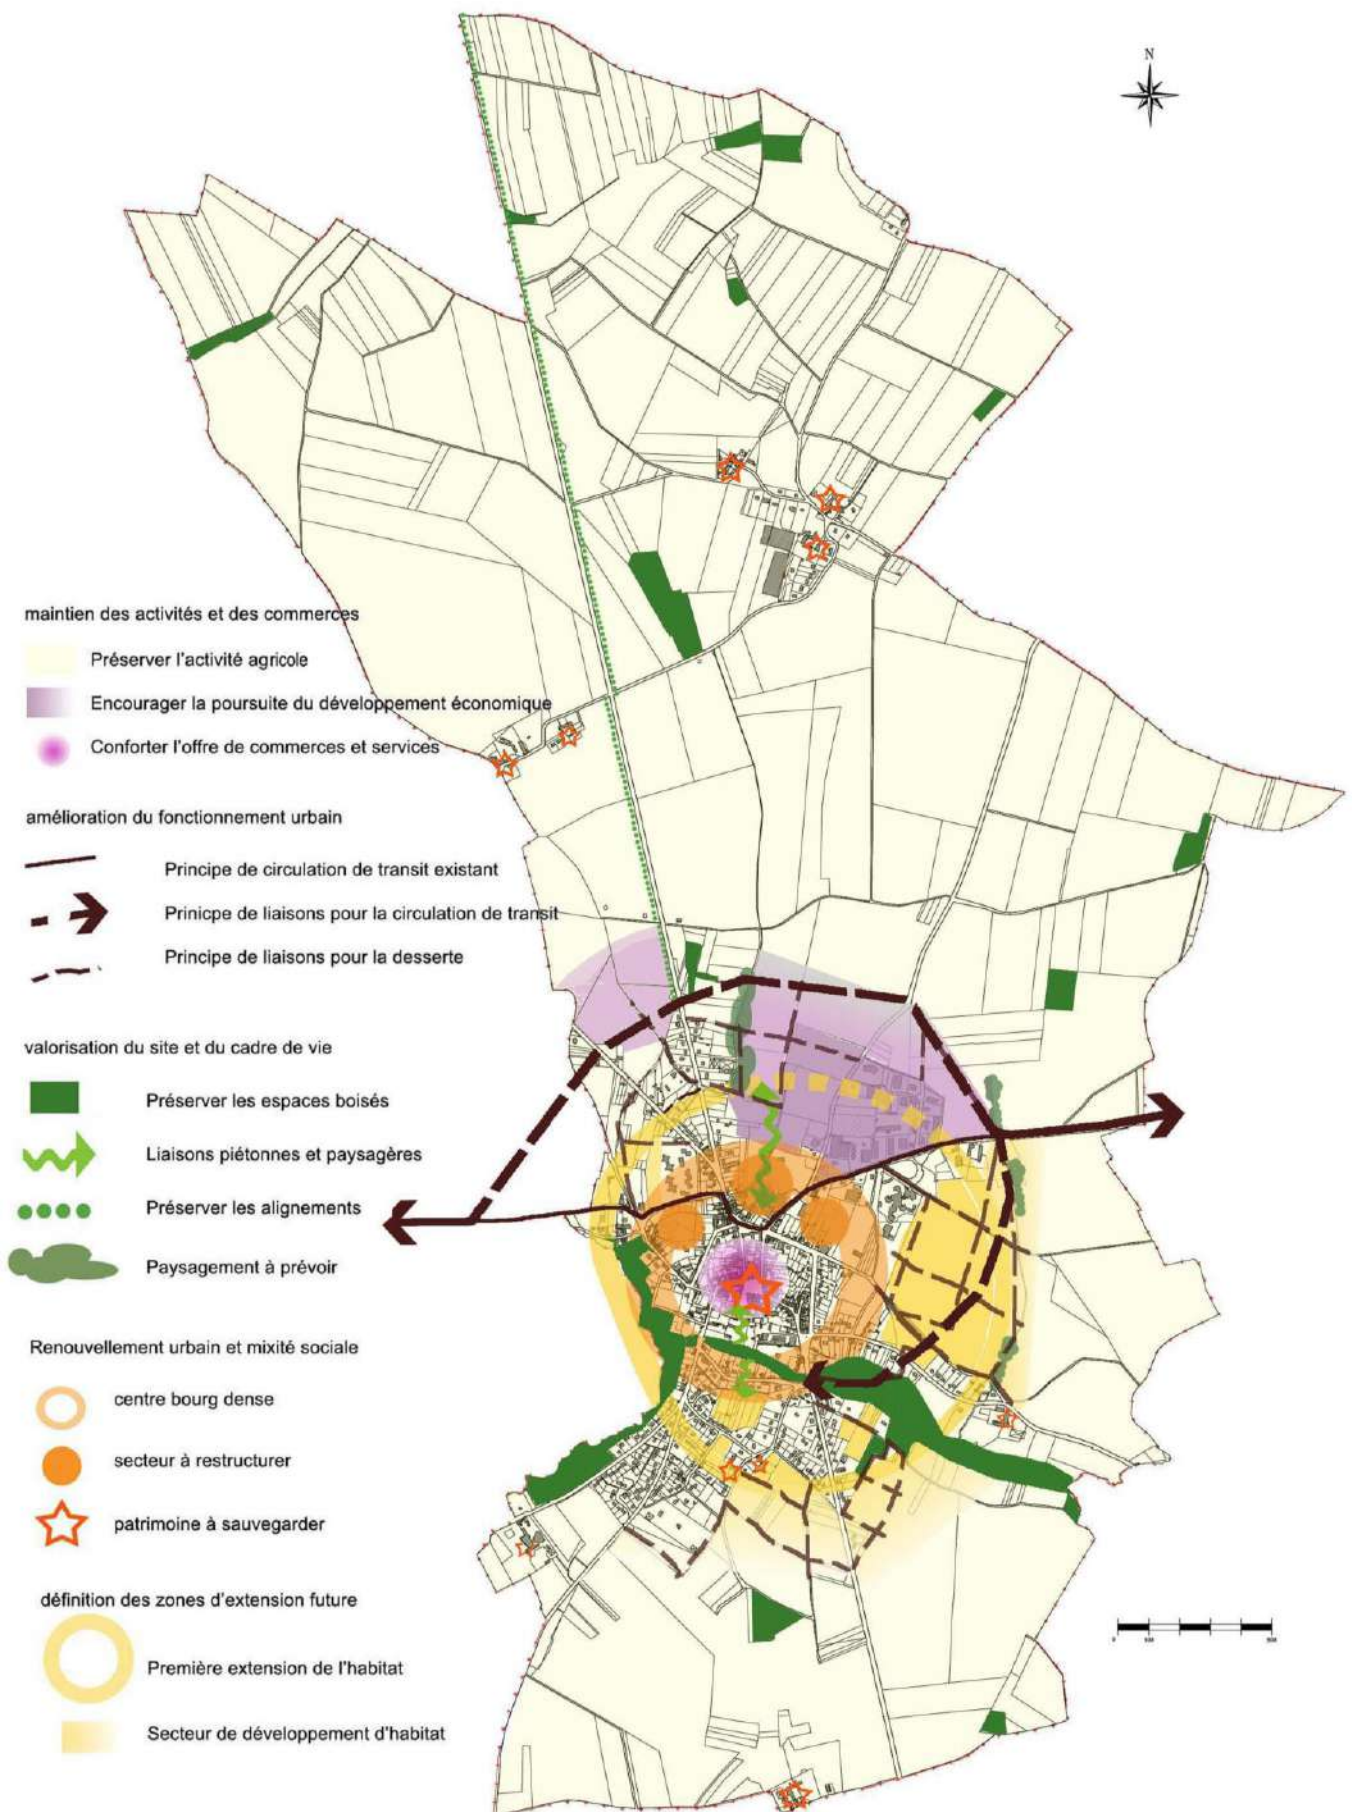 N
maintien des activités et des commerces
Préserver l'activité agricole
Encourager la poursuite du développement économique
Conforter l'offre de commerces et services
amélioration du fonctionnement urbain
Principe de circulation de transit existant
Prinicpe de liaisons pour la circulation de transit
Principe de liaisons pour la desserte
valorisation du site et du cadre de vie
Préserver les espaces boisés
Liaisons piétonnes et paysagères
Préserver les alignements
Paysagement à prévoir
Renouvellement urbain et mixité sociale
centre bourg dense
secteur à restructurer
patrimoine à sauvegarder
définition des zones d'extension future
Première extension de l'habitat
Secteur de développement d'habitat